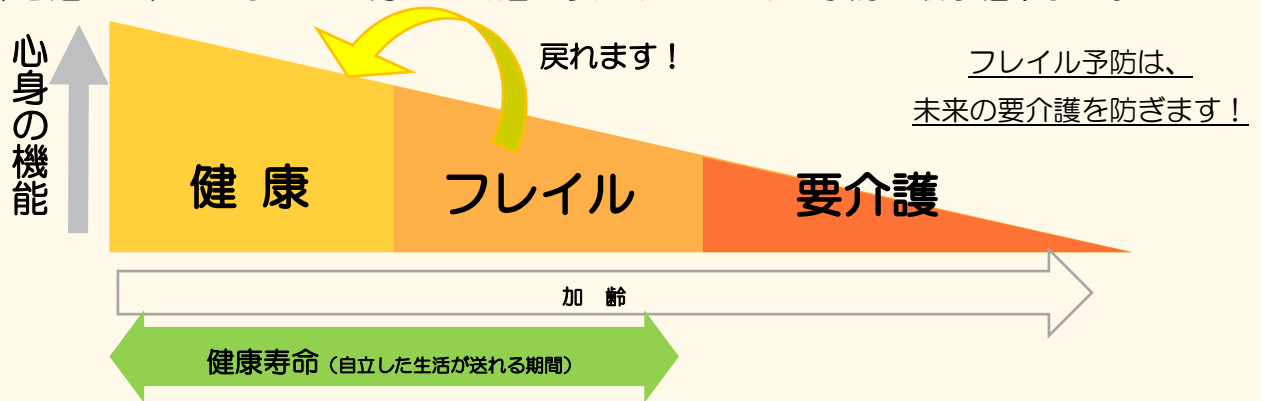 心身の機能
戻れます！
フレイル予防は、
未来の要介護を防ぎます！
健 康
フレイル
要介護
加 齢
健康寿命（自立した生活が送れる期間）